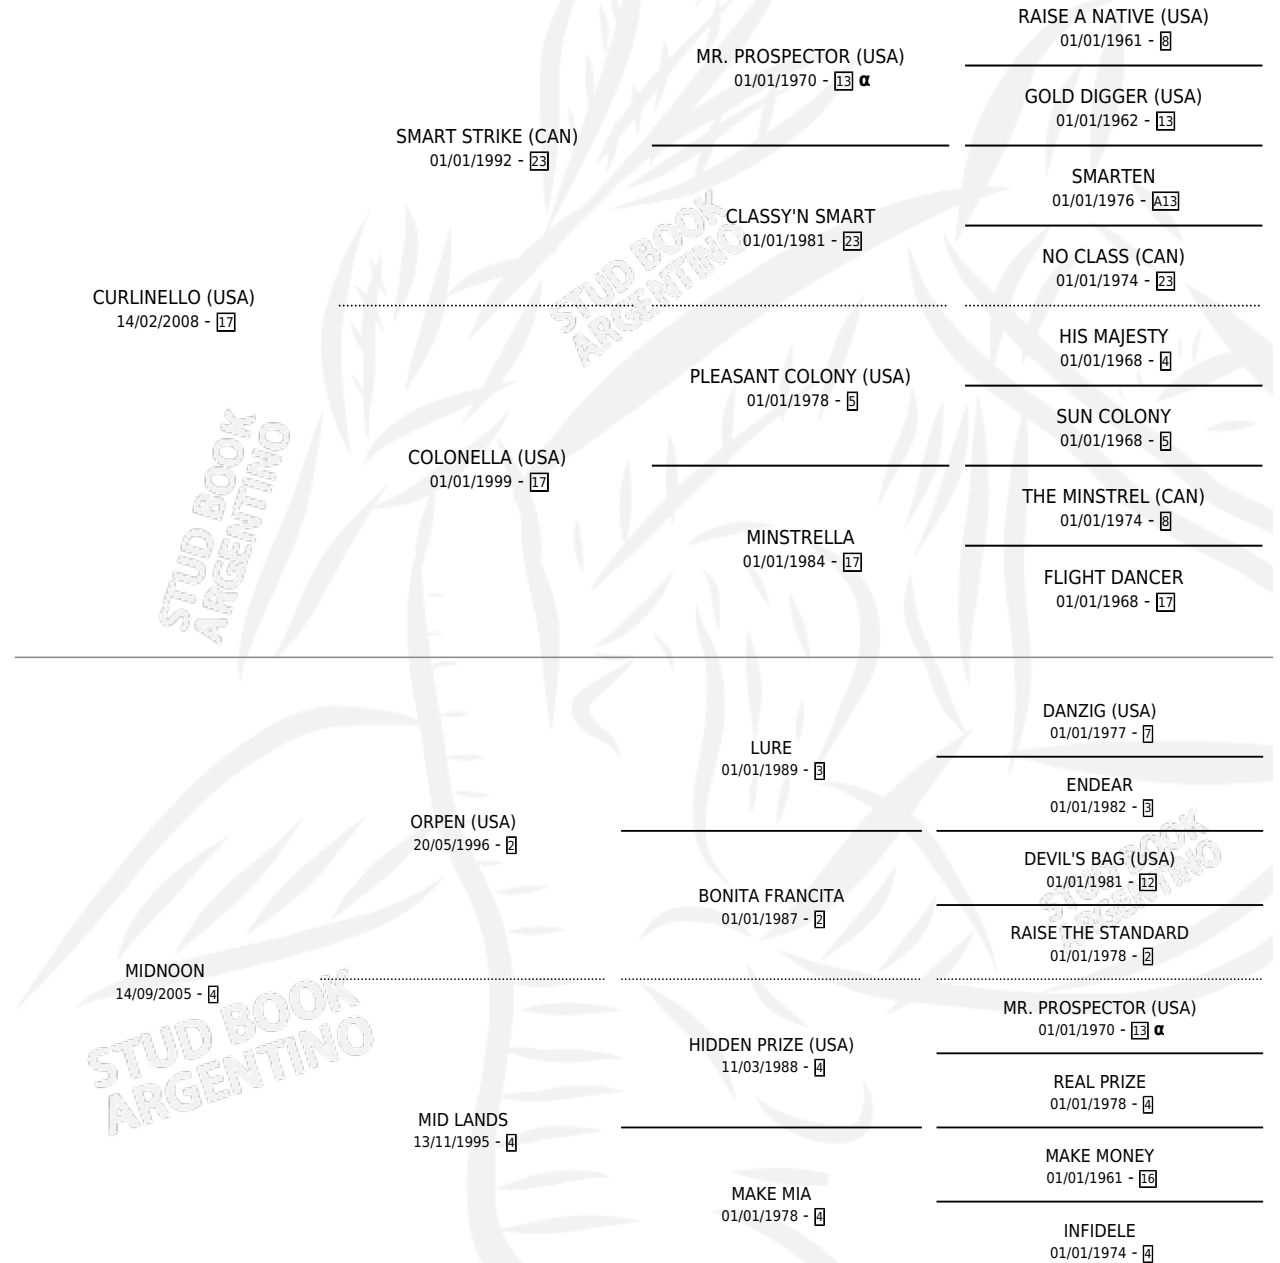 RAISE A NATIVE (USA)
01/01/1961 - 8
MR. PROSPECTOR (USA)
01/01/1970 - 13 α
GOLD DIGGER (USA)
01/01/1962 - 13
SMART STRIKE (CAN)
01/01/1992 - 23
SMARTEN
01/01/1976 - A13
CLASSY'N SMART
01/01/1981 - 23
NO CLASS (CAN)
01/01/1974 - 23
CURLINELLO (USA)
14/02/2008 - 17
HIS MAJESTY
01/01/1968 - 4
PLEASANT COLONY (USA)
01/01/1978 - 5
SUN COLONY
01/01/1968 - 5
COLONELLA (USA)
01/01/1999 - 17
THE MINSTREL (CAN)
01/01/1974 - 8
MINSTRELLA
01/01/1984 - 17
FLIGHT DANCER
01/01/1968 - 17
STUD BOOK
ARGENTINO
STUD BOOK
ARGENTINO
DANZIG (USA)
01/01/1977 - 7
LURE
01/01/1989 - 3
ENDEAR
01/01/1982 - 3
ORPEN (USA)
20/05/1996 - 2
DEVIL'S BAG (USA)
01/01/1981 - 12
BONITA FRANCITA
01/01/1987 - 2
RAISE THE STANDARD
01/01/1978 - 2
MIDNOON
14/09/2005 - 4
MR. PROSPECTOR (USA)
01/01/1970 - 13 α
HIDDEN PRIZE (USA)
11/03/1988 - 4
REAL PRIZE
01/01/1978 - 4
MID LANDS
13/11/1995 - 4
MAKE MONEY
01/01/1961 - 16
MAKE MIA
01/01/1978 - 4
INFIDELE
01/01/1974 - 4
STUD BOOK
ARGENTINO
STUD BOOK
ARGENTINO